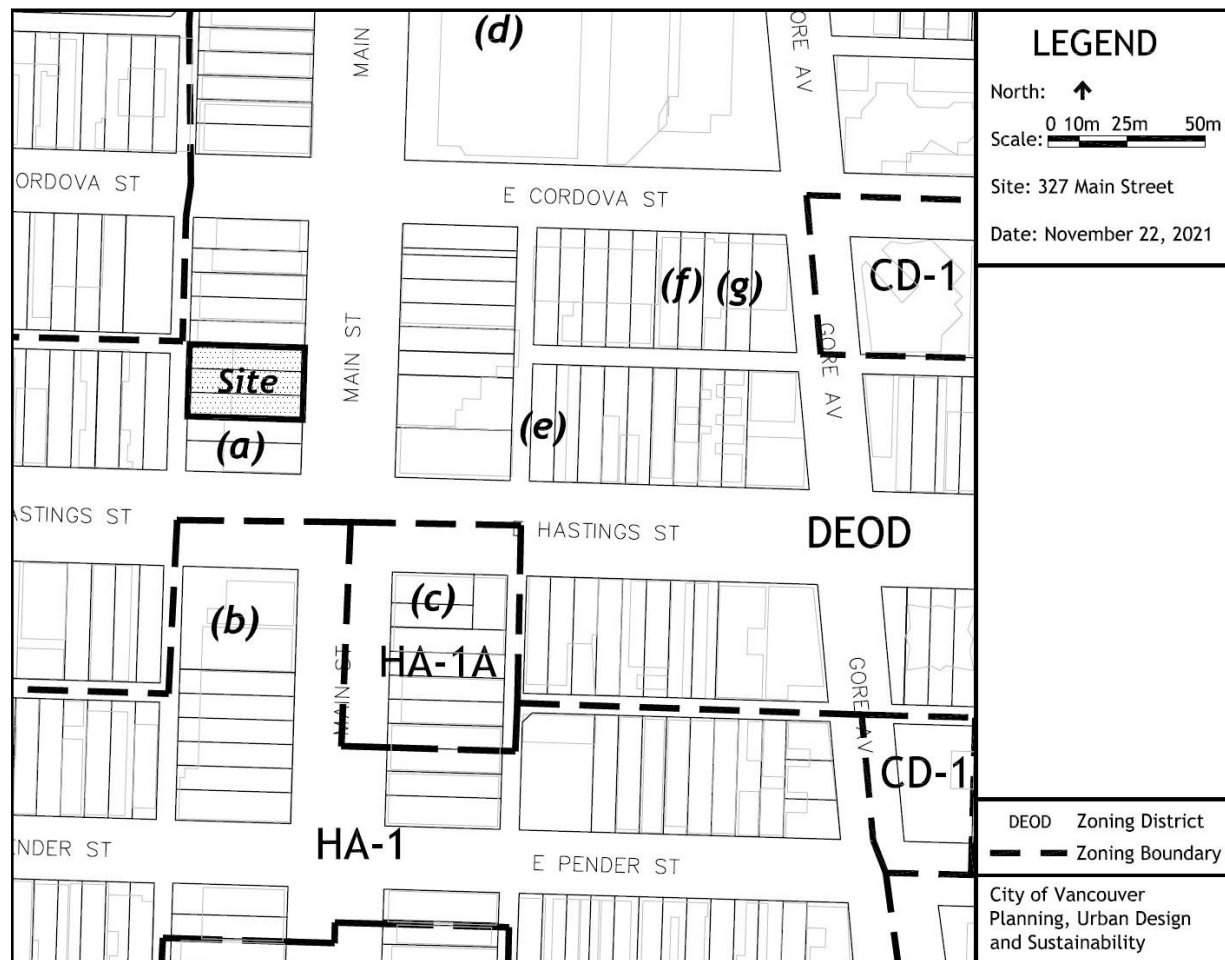 (d)
MAIN
ORE AV
ORDOVA ST
E CORDOVA ST
(f) (g)
CD-1
MAIN ST
GORE AV
Site
(a)
(e)
ASTINGS ST
E HASTINGS ST
DEOD
(b)
(c)
HA-1A
MAIN ST
GORE AV
CD-1
HA-1
ENDER ST
E PENDER ST
LEGEND
North:
0 10m 25m 50m
Scale:
Site: 327 Main Street
Date: November 22, 2021
DEOD Zoning District
Zoning Boundary
City of Vancouver
Planning, Urban Design
and Sustainability